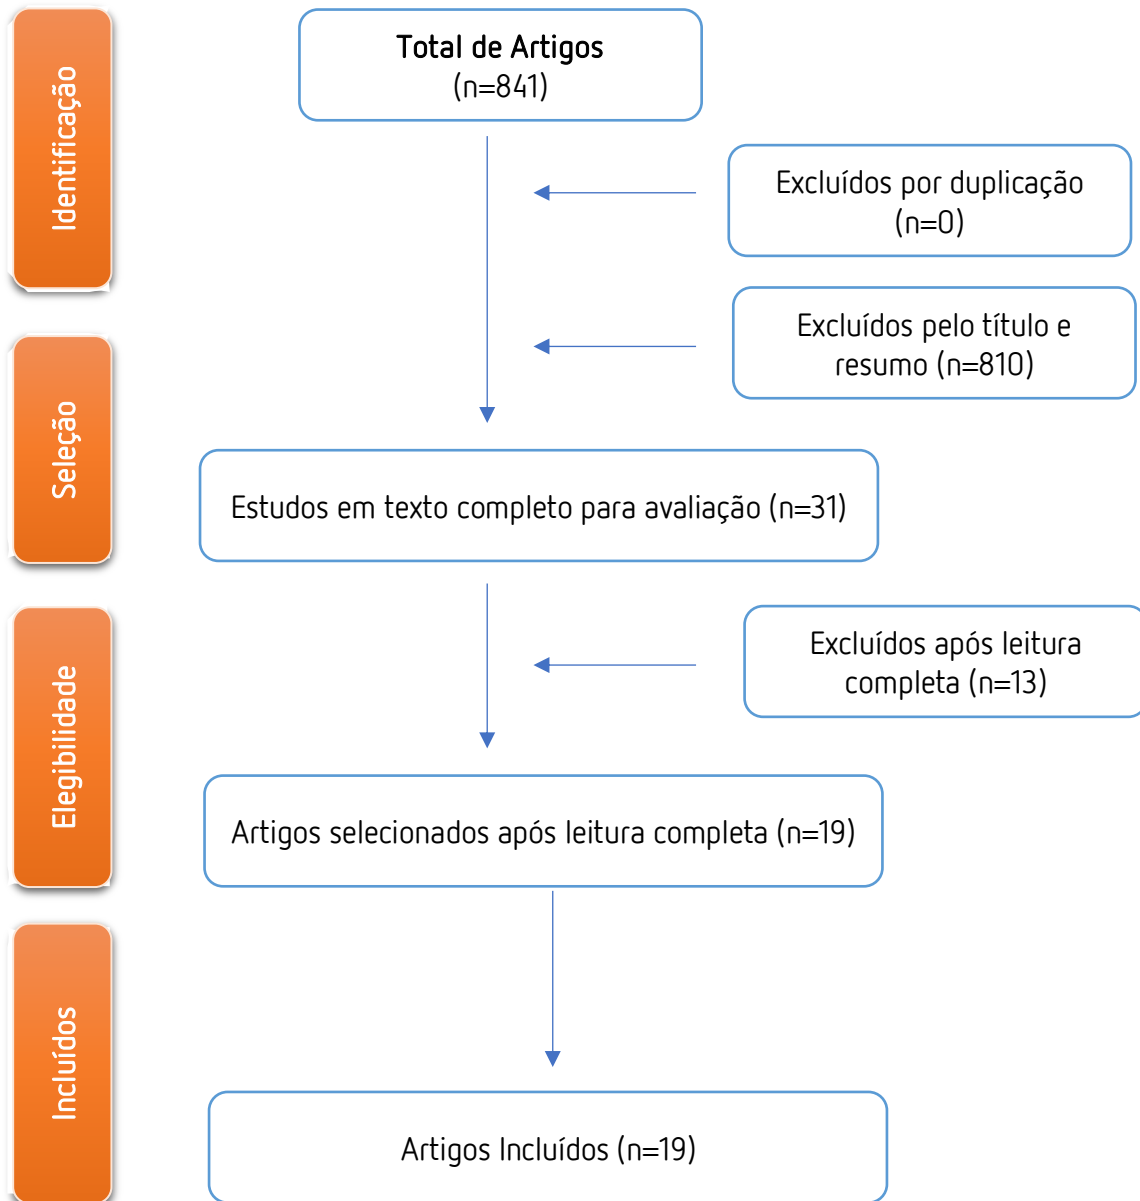 Identificação
Total de Artigos
(n=841)
Excluídos por duplicação
(n=0)
Excluídos pelo título e
resumo (n=810)
Seleção
Estudos em texto completo para avaliação (n=31)
Elegibilidade
Excluídos após leitura
completa (n=13)
Artigos selecionados após leitura completa (n=19)
Incluídos
Artigos Incluídos (n=19)